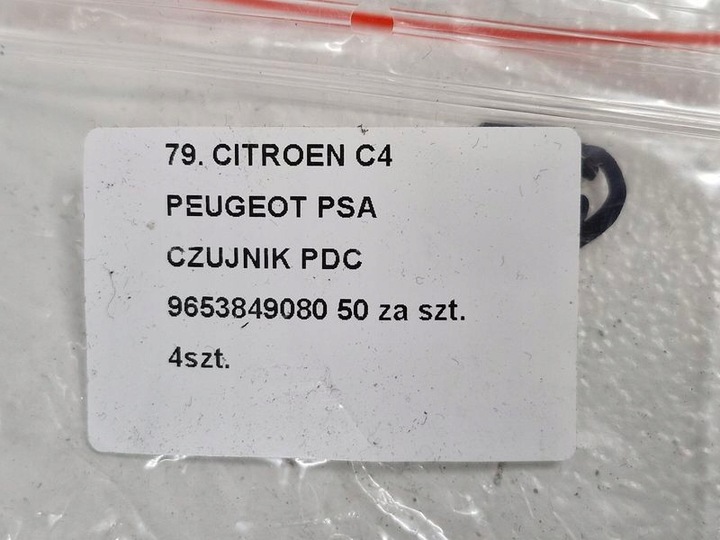 79. CITROEN C4
PEUGEOT PSA
CZUJNIK PDC
9653849080 50 za szt.
4szt.